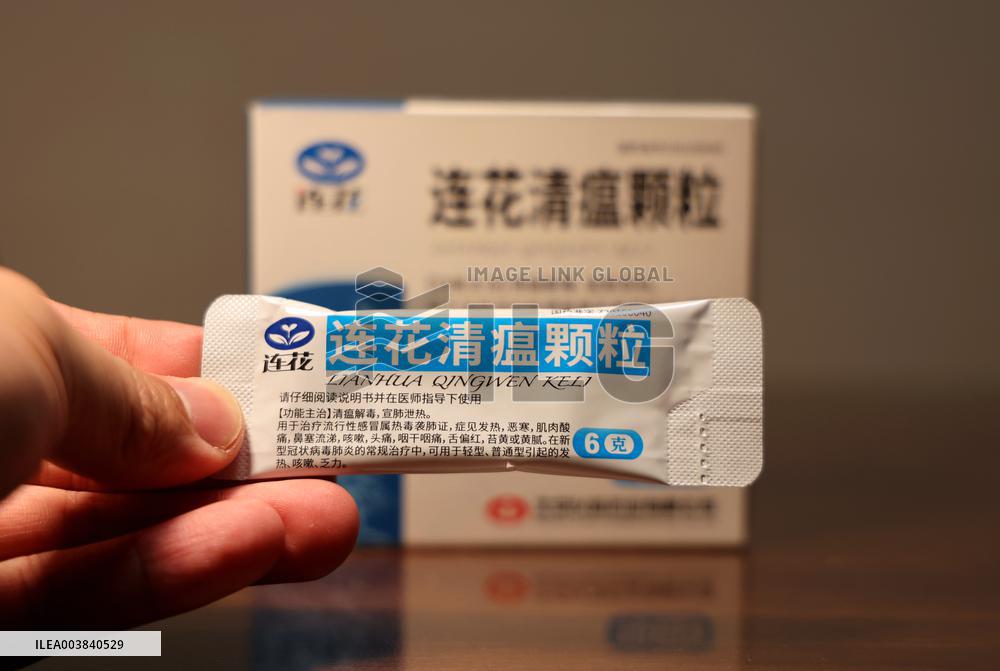 连花清瘟颗粒
IMAGE LINK GLOBAL
ILG
连花
连花清瘟颗粒
LIANHUA QINGWEN KELI
请仔细阅读说明书并在医师指导下使用
【功能主治】清瘟解毒,宣肺泄热。
用于治疗流行性感冒属热毒袭肺证,症见发热,恶寒,肌肉酸
痛,鼻塞流涕,咳嗽,头痛,咽干咽痛,舌偏红,苔黄或黄腻。在新
型冠状病毒肺炎的常规治疗中,可用于轻型、普通型引起的发
热、咳嗽、乏力。
6克
ILEA003840529